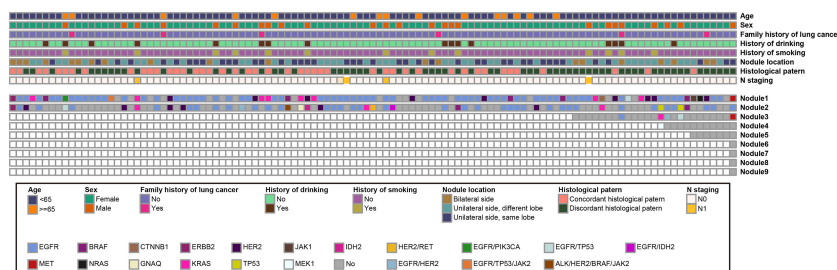 Age
Sex
Family history of lung cance
History of drinking
History of smoking
Nodule location
Histological patern
N staging
Nodule1
Nodule2
Nodule3
Nodule4
Nodule5
Nodule6
Nodule7
Nodule8
Nodule9
Age Sex Family history of lung cancer History of drinking History of smoking Nodule location Histological patern N staging
<65 Female No No No Bilateral side Concordant histological patern N0
>=65 Male Yes Yes Yes Unilateral side, different lobe Discordant histological patern N1
Unilateral side, same lobe
EGFR BRAF CTNNB1 ERBB2 HER2 JAK1 IDH2 HER2/RET EGFR/PIK3CA EGFR/TP53 EGFR/IDH2
MET NRAS GNAQ KRAS TP53 MEK1 No EGFR/HER2 EGFR/TP53/JAK2 ALK/HER2/BRAF/JAK2